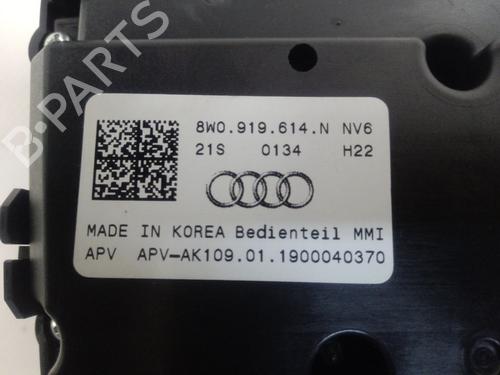 8W0.919.614.N NV6
21S 0134 H22
MADE IN KOREA Bedienteil MMI
APV APV-AK109.01.1900040370
B-PARTS